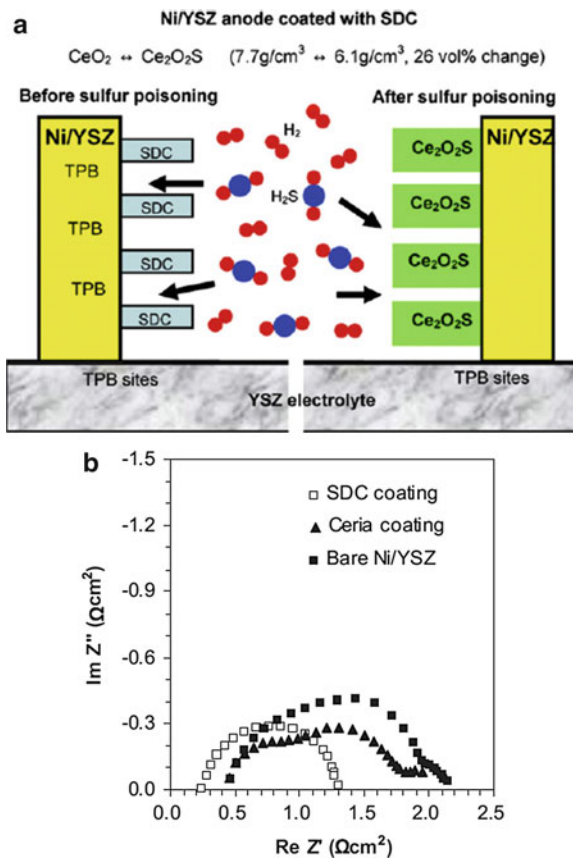 a
Ni/YSZ anode coated with SDC
CeO₂ ↔ Ce₂O₂S (7.7g/cm³ ↔ 6.1g/cm³, 26 vol% change)
Before sulfur poisoning
After sulfur poisoning
Ni/YSZ
TPB
TPB
TPB
SDC
SDC
SDC
SDC
H₂
H₂S
Ce₂O₂S
Ce₂O₂S
Ce₂O₂S
Ce₂O₂S
Ni/YSZ
TPB sites
TPB sites
YSZ electrolyte
b
-1.5
-1.2
-0.9
-0.6
-0.3
0.0
Im Z" (Ωcm²)
SDC coating
Ceria coating
Bare Ni/YSZ
0.0 0.5 1.0 1.5 2.0 2.5
Re Z' (Ωcm²)